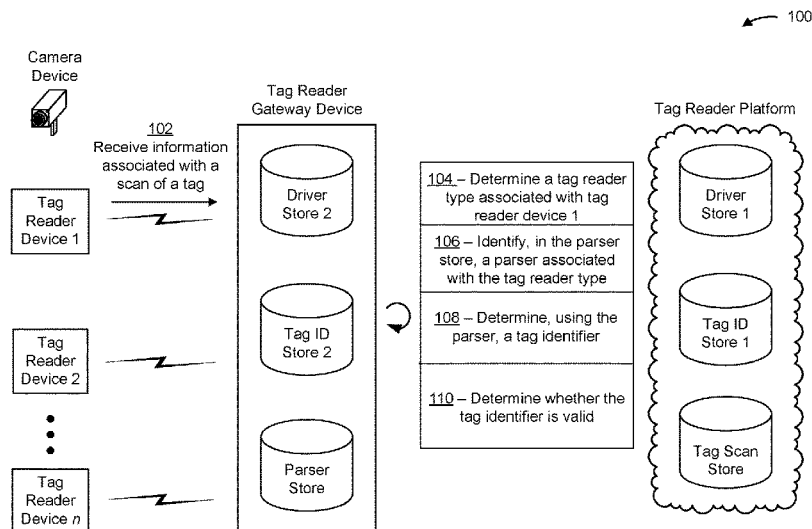 100
Camera
Device
Tag Reader
Gateway Device
Tag Reader Platform
102
Receive information
associated with a
scan of a tag
Tag
Reader
Device 1
Driver
Store 2
104 – Determine a tag reader
type associated with tag
reader device 1
106 – Identify, in the parser
store, a parser associated
with the tag reader type
108 – Determine, using the
parser, a tag identifier
110 – Determine whether the
tag identifier is valid
Driver
Store 1
Tag
Reader
Device 2
Tag ID
Store 2
Tag ID
Store 1
Tag
Reader
Device n
Parser
Store
Tag Scan
Store